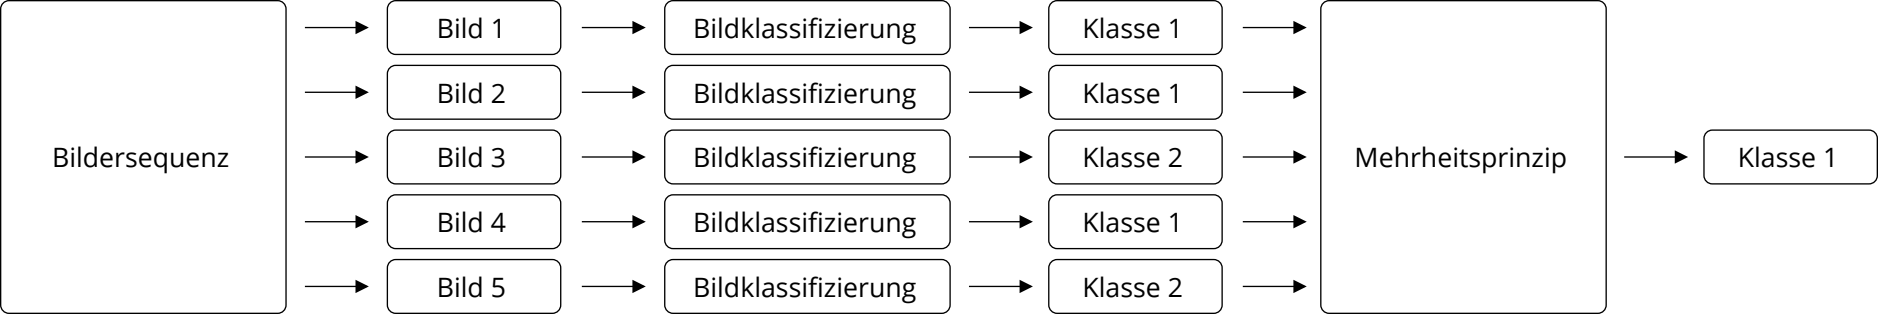 Bildersequenz
Bild 1
Bildklassifizierung
Klasse 1
Bild 2
Bildklassifizierung
Klasse 1
Bild 3
Bildklassifizierung
Klasse 2
Bild 4
Bildklassifizierung
Klasse 1
Bild 5
Bildklassifizierung
Klasse 2
Mehrheitsprinzip
Klasse 1